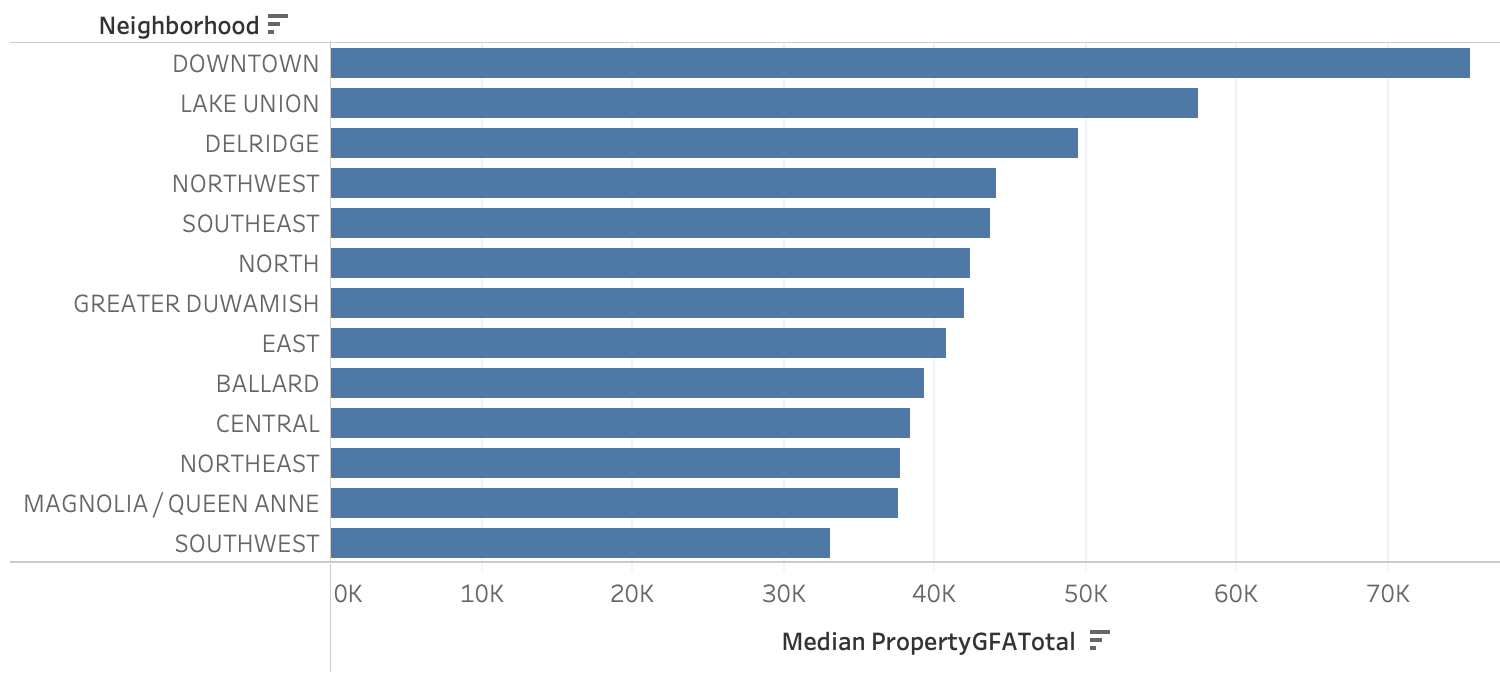 Neighborhood
DOWNTOWN
LAKE UNION
DELRIDGE
NORTHWEST
SOUTHEAST
NORTH
GREATER DUWAMISH
EAST
BALLARD
CENTRAL
NORTHEAST
MAGNOLIA / QUEEN ANNE
SOUTHWEST
0K 10K 20K 30K 40K 50K 60K 70K
Median PropertyGFATotal